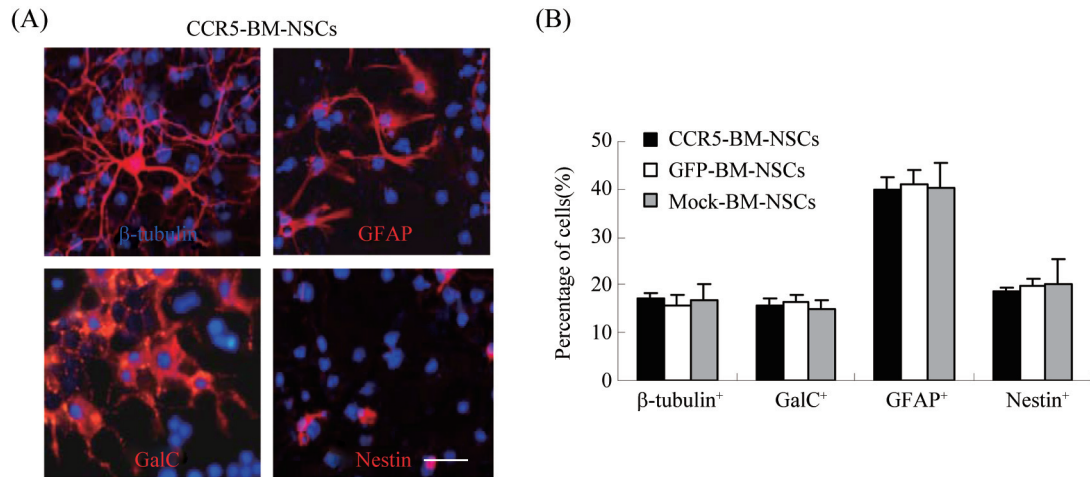 (A)
CCR5-BM-NSCs
β-tubulin
GFAP
GalC
Nestin
(B)
CCR5-BM-NSCs
GFP-BM-NSCs
Mock-BM-NSCs
Percentage of cells(%)
50
40
30
20
10
0
β-tubulin⁺
GalC⁺
GFAP⁺
Nestin⁺